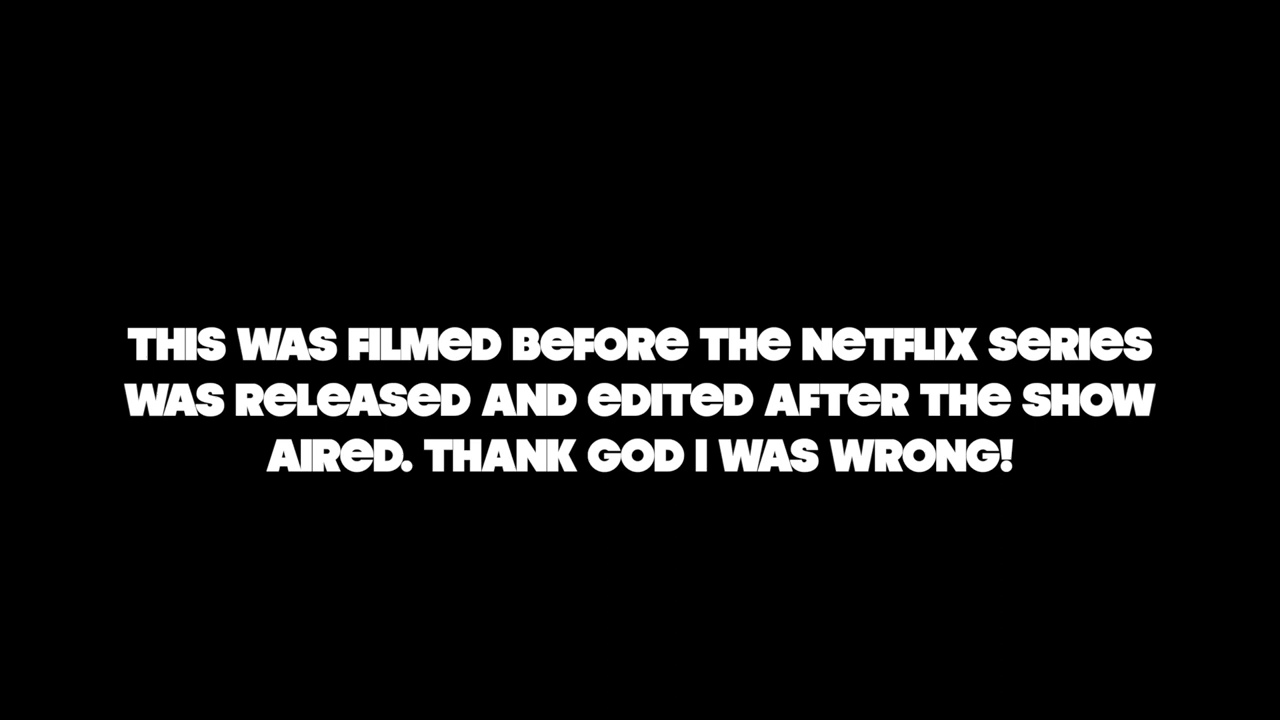 THIS WAS FILMED BEFORE THE NETFLIX SERIES
WAS RELEASED AND EDITED AFTER THE SHOW
AIRED. THANK GOD I WAS WRONG!